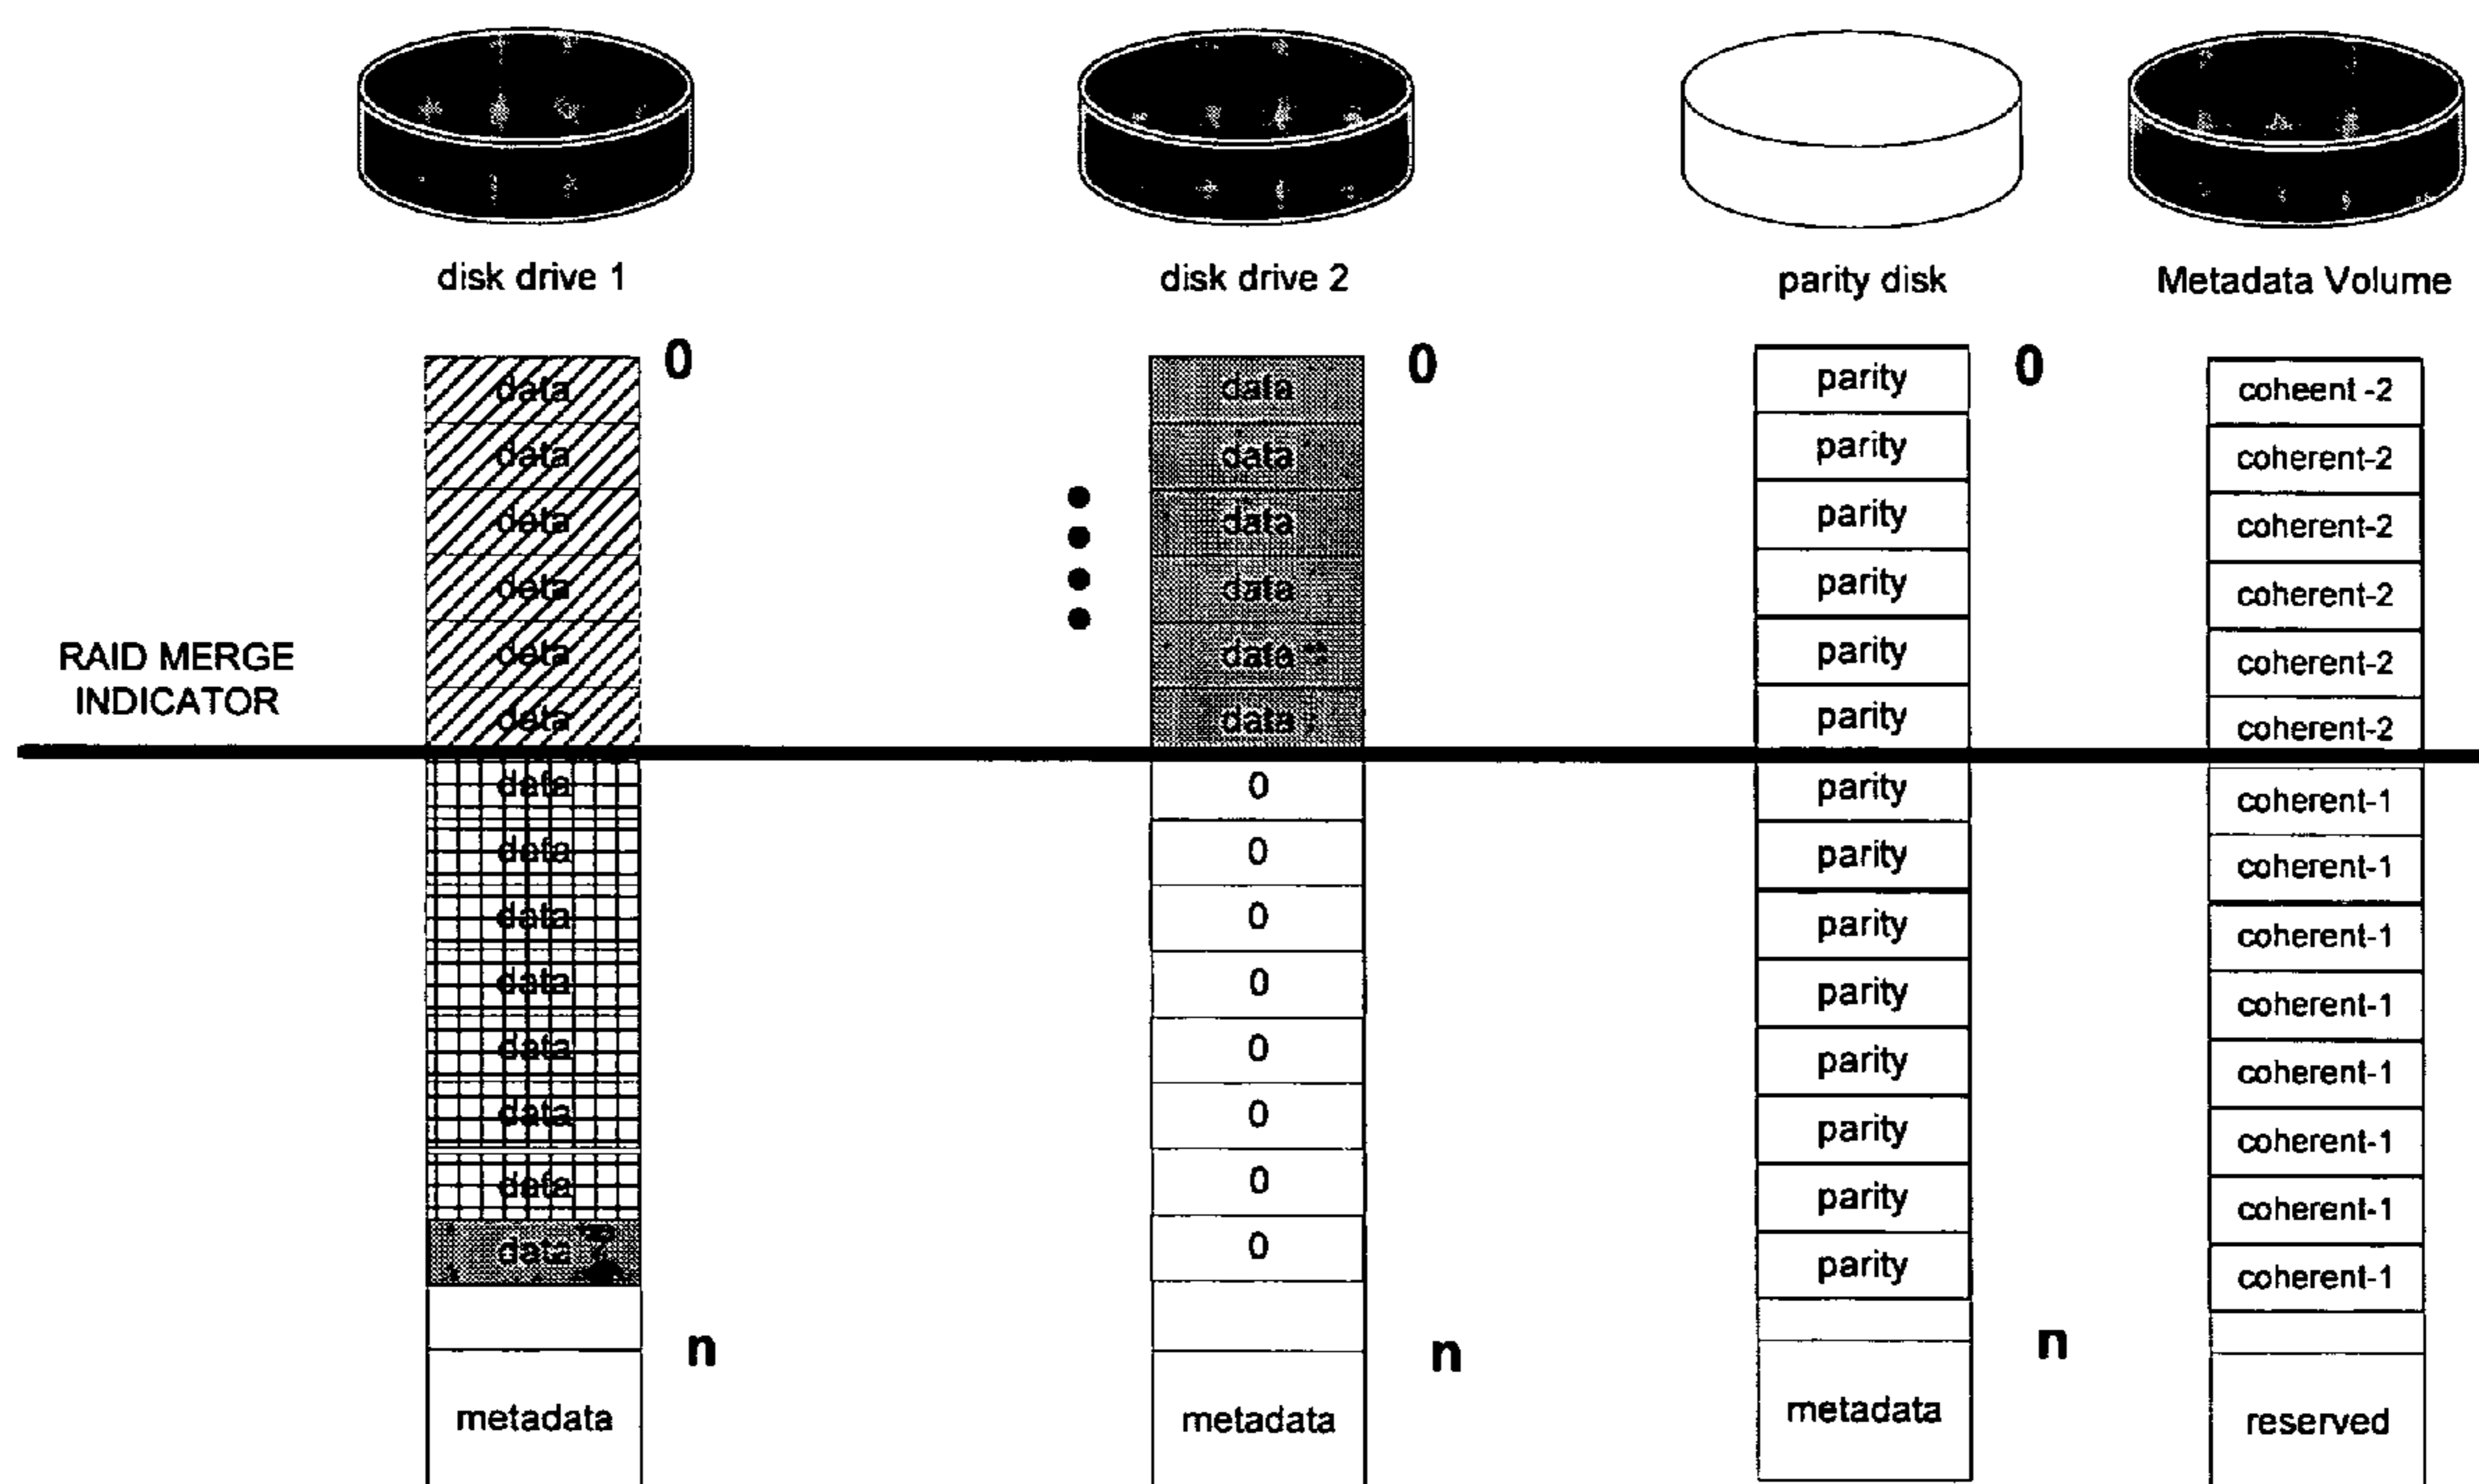 disk drive 1
disk drive 2
parity disk
Metadata Volume
RAID MERGE
INDICATOR
0
data
data
data
data
data
data
data
data
data
data
data
data
data
data
n
metadata
0
data
data
data
data
data
data
0
0
0
0
0
0
0
0
n
metadata
0
parity
parity
parity
parity
parity
parity
parity
parity
parity
parity
parity
parity
parity
parity
n
metadata
coheent -2
coherent-2
coherent-2
coherent-2
coherent-2
coherent-2
coherent-1
coherent-1
coherent-1
coherent-1
coherent-1
coherent-1
coherent-1
coherent-1
reserved